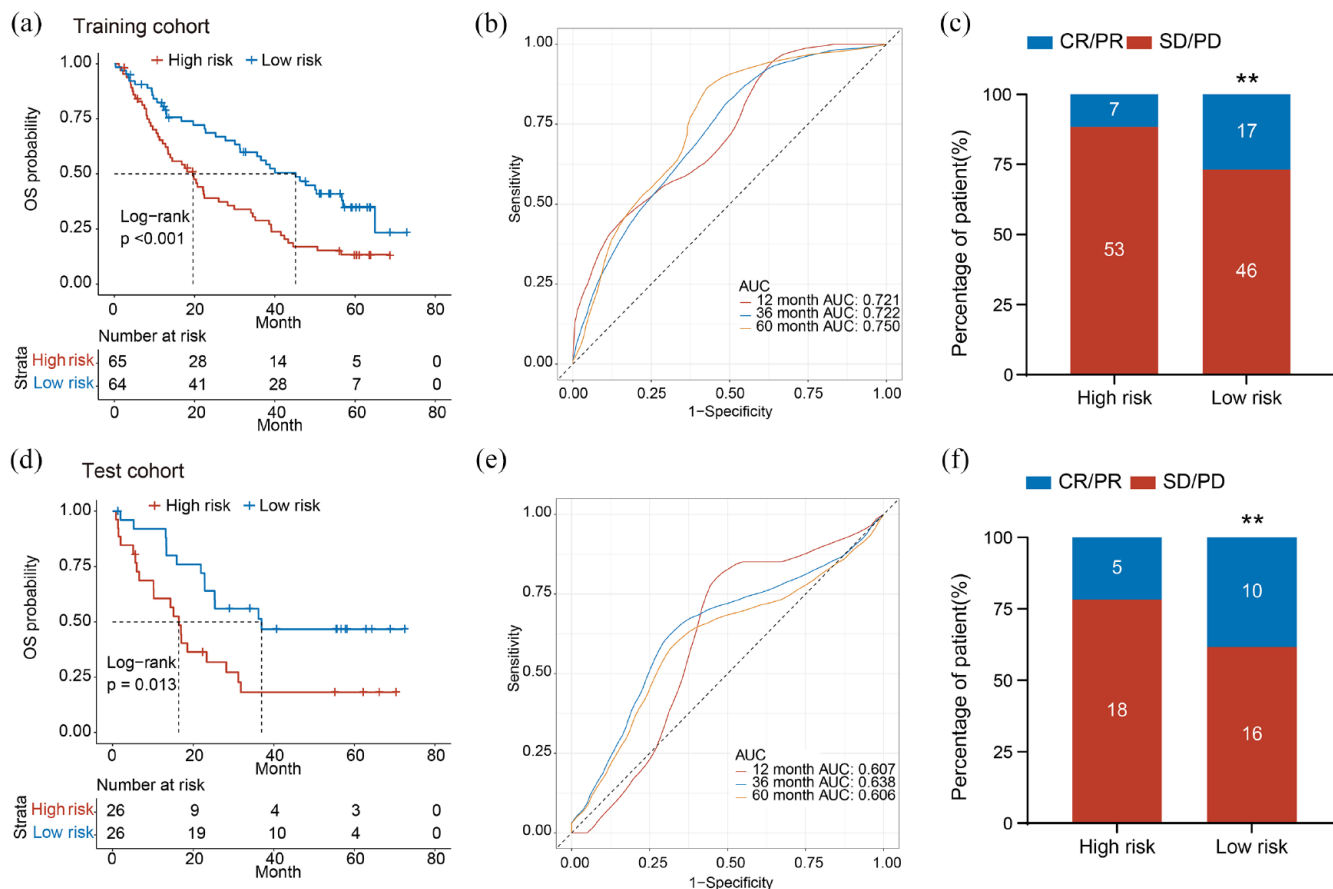 (a)
Training cohort
High risk Low risk
OS probability
1.00
0.75
0.50
0.25
0.00
Log-rank
p <0.001
0 20 40 60 80
Month
Number at risk
Strata
High risk 65 28 14 5 0
Low risk 64 41 28 7 0
0 20 40 60 80
Month
(b)
Sensitivity
1.00
0.75
0.50
0.25
0.00
AUC
12 month AUC: 0.721
36 month AUC: 0.722
60 month AUC: 0.750
0.00 0.25 0.50 0.75 1.00
1-Specificity
(c)
CR/PR SD/PD
**
Percentage of patient(%)
100
75
50
25
0
7 17
53 46
High risk Low risk
(d)
Test cohort
High risk Low risk
OS probability
1.00
0.75
0.50
0.25
0.00
Log-rank
p = 0.013
0 20 40 60 80
Month
Number at risk
Strata
High risk 26 9 4 3 0
Low risk 26 19 10 4 0
0 20 40 60 80
Month
(e)
Sensitivity
1.00
0.75
0.50
0.25
0.00
AUC
12 month AUC: 0.607
36 month AUC: 0.638
60 month AUC: 0.606
0.00 0.25 0.50 0.75 1.00
1-Specificity
(f)
CR/PR SD/PD
**
Percentage of patient(%)
100
75
50
25
0
5 10
18 16
High risk Low risk